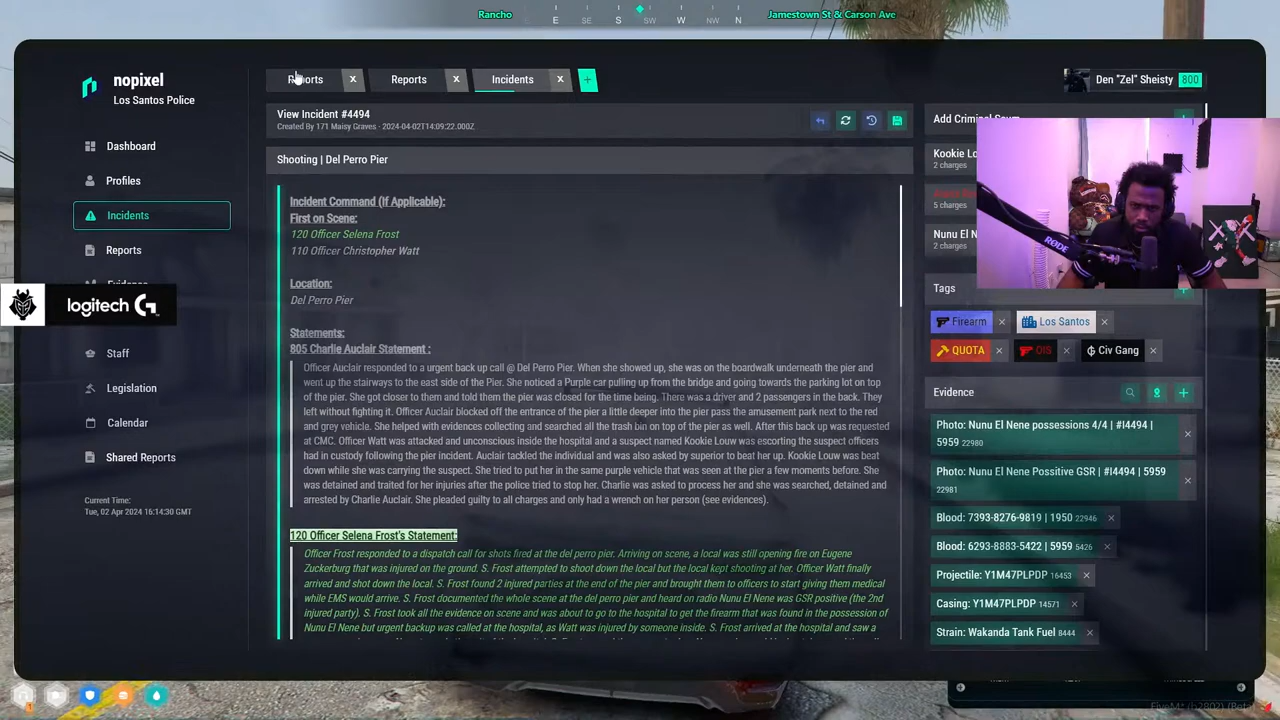 Rancho
E SE S SW W NW N
Jamestown St & Carson Ave
nopixel
Los Santos Police
Reports x
Reports x
Incidents x
+
Den "Zel" Sheisty 800
Dashboard
Profiles
Incidents
Reports
logitech G
Staff
Legislation
Calendar
Shared Reports
Current Time:
Tue, 02 Apr 2024 16:14:30 GMT
View Incident #4494
Created By 171 Maisy Graves - 2024-04-02T14:09:22.000Z
Shooting | Del Perro Pier
Incident Command (If Applicable):
First on Scene:
120 Officer Selena Frost
110 Officer Christopher Watt
Location:
Del Perro Pier
Statements:
805 Charlie Auclair Statement :
Officer Auclair responded to a urgent back up call @ Del Perro Pier. When she showed up, she was on the boardwalk underneath the pier and
went up the stairways to the east side of the Pier. She noticed a Purple car pulling up from the bridge and going towards the parking lot on top
of the pier. She got closer to them and told them the pier was closed for the time being. There was a driver and 2 passengers in the back. They
left without fighting it. Officer Auclair blocked off the entrance of the pier a little deeper into the pier pass the amusement park next to the red
and grey vehicle. She helped with evidences collecting and searched all the trash bin on top of the pier as well. After this back up was requested
at CMC. Officer Watt was attacked and unconscious inside the hospital and a suspect named Kookie Louw was escorting the suspect officers
had in custody following the pier incident. Auclair tackled the individual and was also asked by superior to beat her up. Kookie Louw was beat
down while she was carrying the suspect. She tried to put her in the same purple vehicle that was seen at the pier a few moments before. She
was detained and traited for her injuries after the police tried to stop her. Charlie was asked to process her and she was searched, detained and
arrested by Charlie Auclair. She pleaded guilty to all charges and only had a wrench on her person (see evidences).
120 Officer Selena Frost's Statement:
Officer Frost responded to a dispatch call for shots fired at the del perro pier. Arriving on scene, a local was still opening fire on Eugene
Zuckerburg that was injured on the ground. S. Frost attempted to shoot down the local but the local kept shooting at her. Officer Watt finally
arrived and shot down the local. S. Frost found 2 injured parties at the end of the pier and brought them to officers to start giving them medical
while EMS would arrive. S. Frost documented the whole scene at the del perro pier and heard on radio Nunu El Nene was GSR positive (the 2nd
injured party). S. Frost took all the evidence on scene and was about to go to the hospital to get the firearm that was found in the possession of
Nunu El Nene but urgent backup was called at the hospital, as Watt was injured by someone inside. S. Frost arrived at the hospital and saw a
Add Criminal Scum
Kookie Lo
2 charges
5 charges
Nunu El N
2 charges
RØDE
Tags
Firearm x
Los Santos x
QUOTA x
OIS x
Civ Gang x
Evidence
Photo: Nunu El Nene possessions 4/4 | #I4494 |
5959 22980
Photo: Nunu El Nene Possitive GSR | #I4494 | 5959
22981
Blood: 7393-8276-9819 | 1950 22946 x
Blood: 6293-8883-5422 | 5959 5426 x
Projectile: Y1M47PLPDP 16453 x
Casing: Y1M47PLPDP 14571 x
Strain: Wakanda Tank Fuel 8444 x